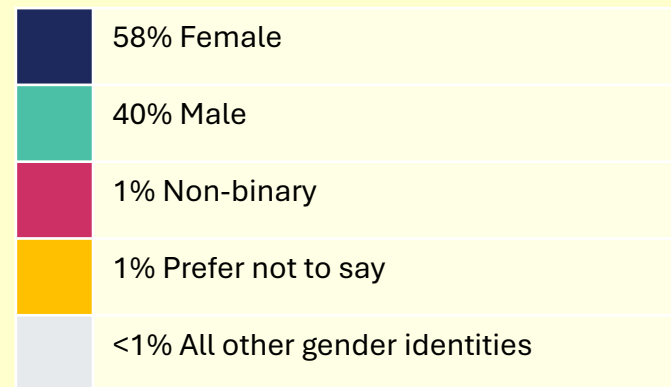 58% Female
40% Male
1% Non-binary
1% Prefer not to say
<1% All other gender identities